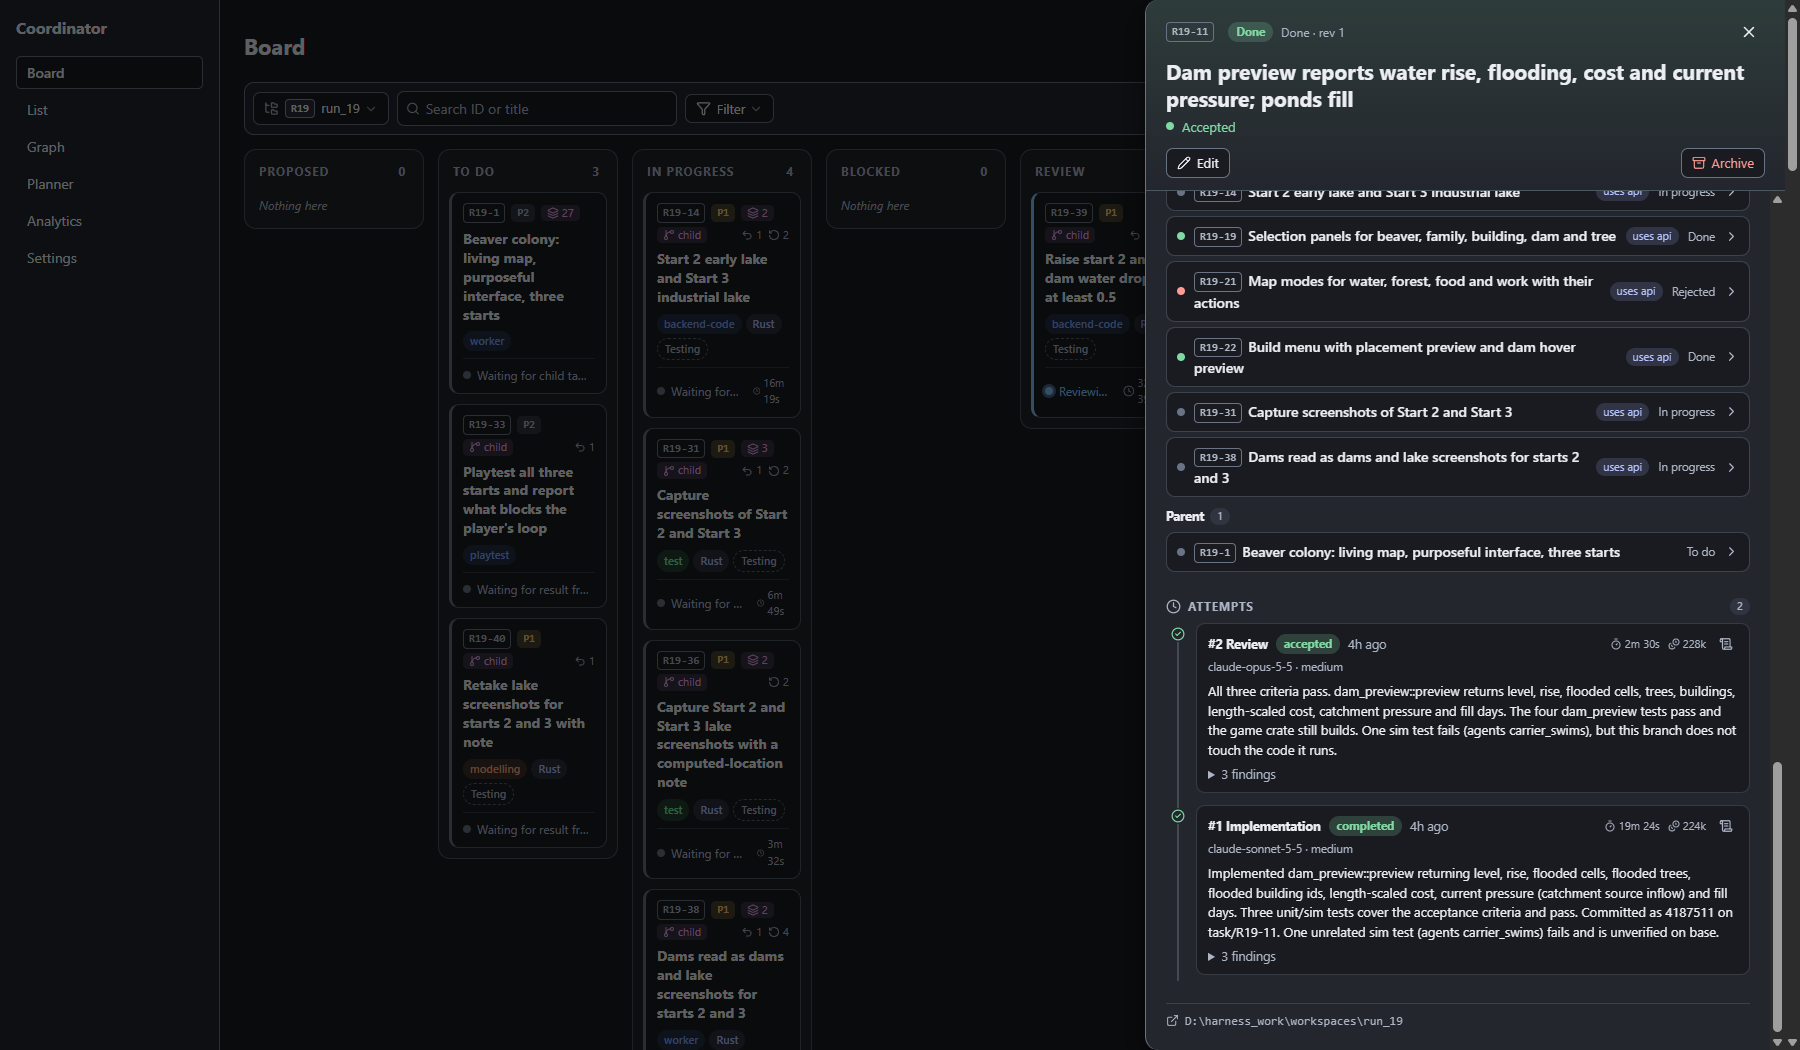 Coordinator
Board
List
Graph
Planner
Analytics
Settings
Board
R19 run_19
Search ID or title
Filter
PROPOSED 0
Nothing here
TO DO 3
R19-1 P2 27
Beaver colony:
living map,
purposeful
interface, three
starts
worker
Waiting for child ta...
R19-33 P2
child 1
Playtest all three
starts and report
what blocks the
player's loop
playtest
Waiting for result fr...
R19-40 P1
child 1
Retake lake
screenshots for
starts 2 and 3 with
note
modelling Rust
Testing
Waiting for result fr...
IN PROGRESS 4
R19-14 P1 2
child 1 2
Start 2 early lake
and Start 3
industrial lake
backend-code Rust
Testing
Waiting for... 16m
19s
R19-31 P1 3
child 1 2
Capture
screenshots of Start
2 and Start 3
test Rust Testing
Waiting for ... 6m
49s
R19-36 P1 2
child 2
Capture Start 2 and
Start 3 lake
screenshots with a
computed-location
note
test Rust Testing
Waiting for ... 3m
32s
R19-38 P1 2
child 1 4
Dams read as dams
and lake
screenshots for
starts 2 and 3
worker Rust
BLOCKED 0
Nothing here
REVIEW
R19-39 P1
child
Raise start 2 an
dam water drop
at least 0.5
backend-code
Testing
Reviewi...
R19-11 Done Done · rev 1
Dam preview reports water rise, flooding, cost and current
pressure; ponds fill
Accepted
Edit
Archive
R19-14 Start 2 early lake and Start 3 industrial lake uses api In progress
R19-19 Selection panels for beaver, family, building, dam and tree uses api Done
R19-21 Map modes for water, forest, food and work with their
actions uses api Rejected
R19-22 Build menu with placement preview and dam hover
preview uses api Done
R19-31 Capture screenshots of Start 2 and Start 3 uses api In progress
R19-38 Dams read as dams and lake screenshots for starts 2
and 3 uses api In progress
Parent 1
R19-1 Beaver colony: living map, purposeful interface, three starts To do
ATTEMPTS 2
#2 Review accepted 4h ago 2m 30s 228k
claude-opus-5-5 · medium
All three criteria pass. dam_preview::preview returns level, rise, flooded cells, trees, buildings,
length-scaled cost, catchment pressure and fill days. The four dam_preview tests pass and
the game crate still builds. One sim test fails (agents carrier_swims), but this branch does not
touch the code it runs.
3 findings
#1 Implementation completed 4h ago 19m 24s 224k
claude-sonnet-5-5 · medium
Implemented dam_preview::preview returning level, rise, flooded cells, flooded trees,
flooded building ids, length-scaled cost, current pressure (catchment source inflow) and fill
days. Three unit/sim tests cover the acceptance criteria and pass. Committed as 4187511 on
task/R19-11. One unrelated sim test (agents carrier_swims) fails and is unverified on base.
3 findings
D:\harness_work\workspaces\run_19